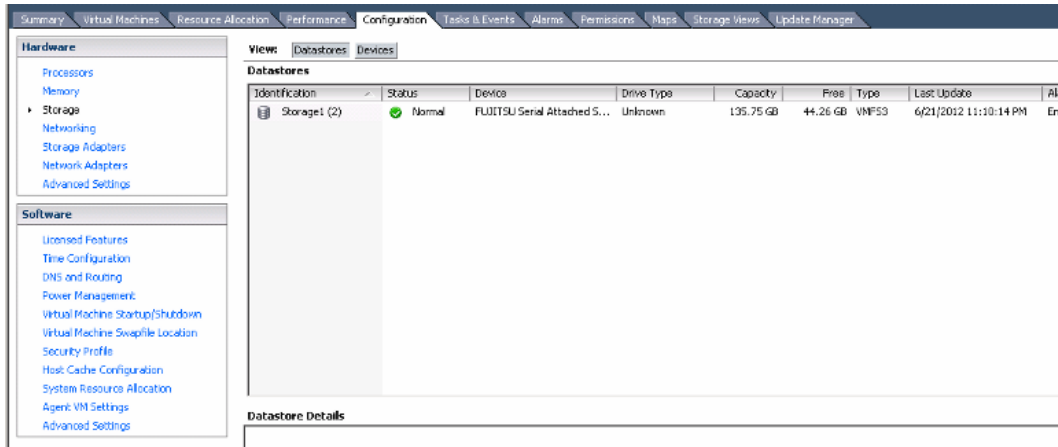 Summary Virtual Machines Resource Allocation Performance Configuration Tasks & Events Alarms Permissions Maps Storage Views Update Manager
Hardware
Processors
Memory
Storage
Networking
Storage Adapters
Network Adapters
Advanced Settings
Software
Licensed Features
Time Configuration
DNS and Routing
Power Management
Virtual Machine Startup/Shutdown
Virtual Machine Swapfile Location
Security Profile
Host Cache Configuration
System Resource Allocation
Agent VM Settings
Advanced Settings
View: Datastores Devices
Datastores
Identification Status Device Drive Type Capacity Free Type Last Update Al
Storage1 (2) Normal FUJITSU Serial Attached S... Unknown 135.75 GB 44.26 GB VMFS3 6/21/2012 11:10:14 PM En
Datastore Details